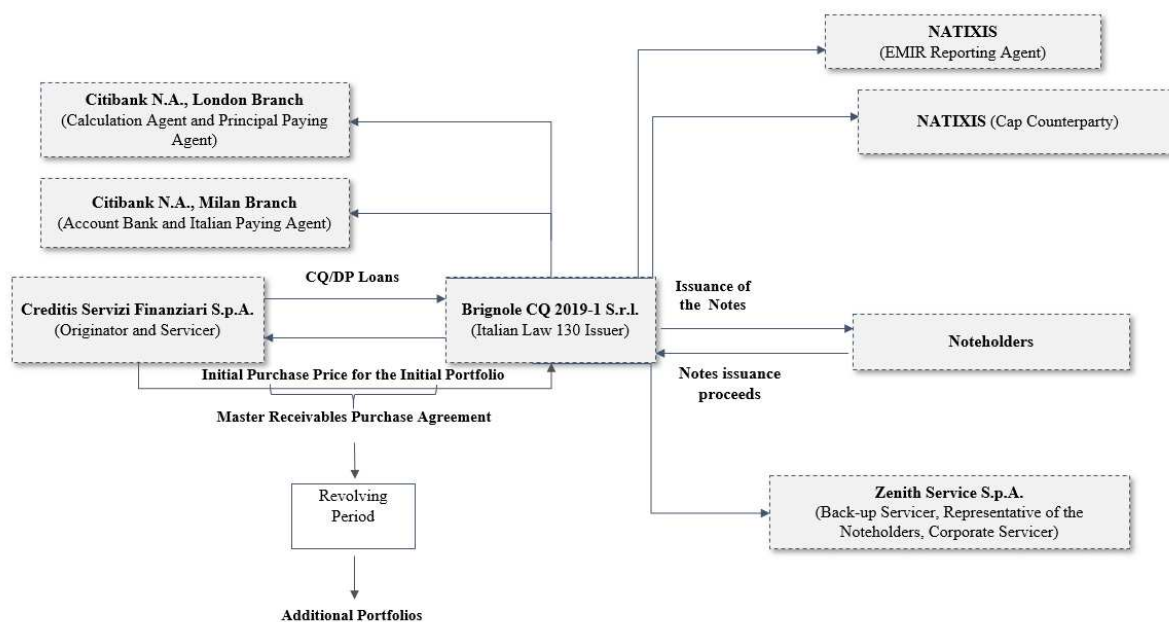 NATIXIS
(EMIR Reporting Agent)
Citibank N.A., London Branch
(Calculation Agent and Principal Paying
Agent)
NATIXIS (Cap Counterparty)
Citibank N.A., Milan Branch
(Account Bank and Italian Paying Agent)
CQ/DP Loans
Creditis Servizi Finanziari S.p.A.
(Originator and Servicer)
Brignole CQ 2019-1 S.r.l.
(Italian Law 130 Issuer)
Issuance of
the Notes
Noteholders
Notes issuance
proceeds
Initial Purchase Price for the Initial Portfolio
Master Receivables Purchase Agreement
Revolving
Period
Additional Portfolios
Zenith Service S.p.A.
(Back-up Servicer, Representative of the
Noteholders, Corporate Servicer)